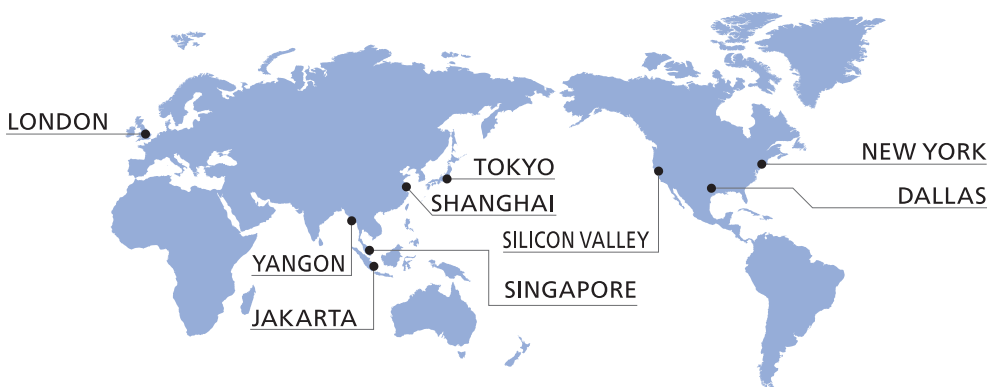 LONDON
TOKYO
SHANGHAI
YANGON
JAKARTA
SINGAPORE
SILICON VALLEY
NEW YORK
DALLAS